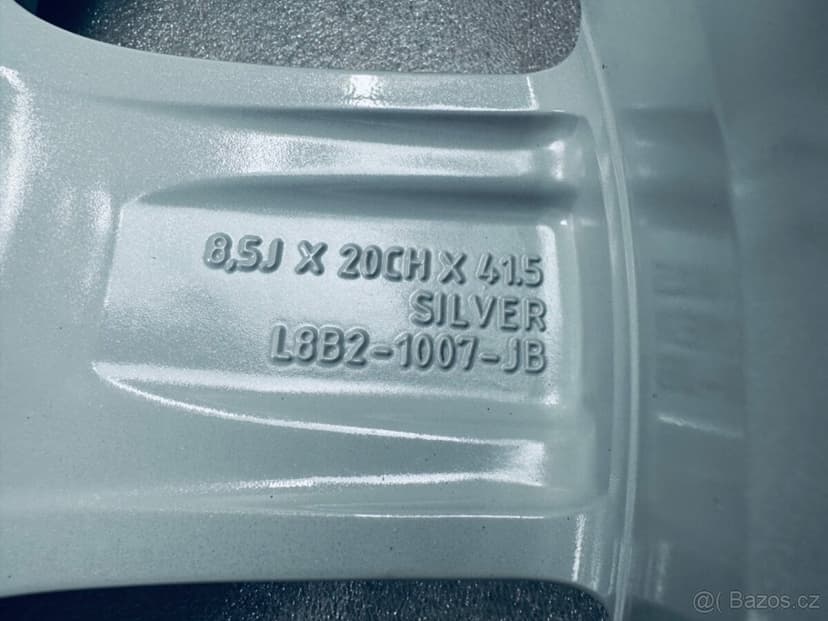 8,5J X 20CH X 41.5
SILVER
L8B2-1007-JB
@( Bazos.cz